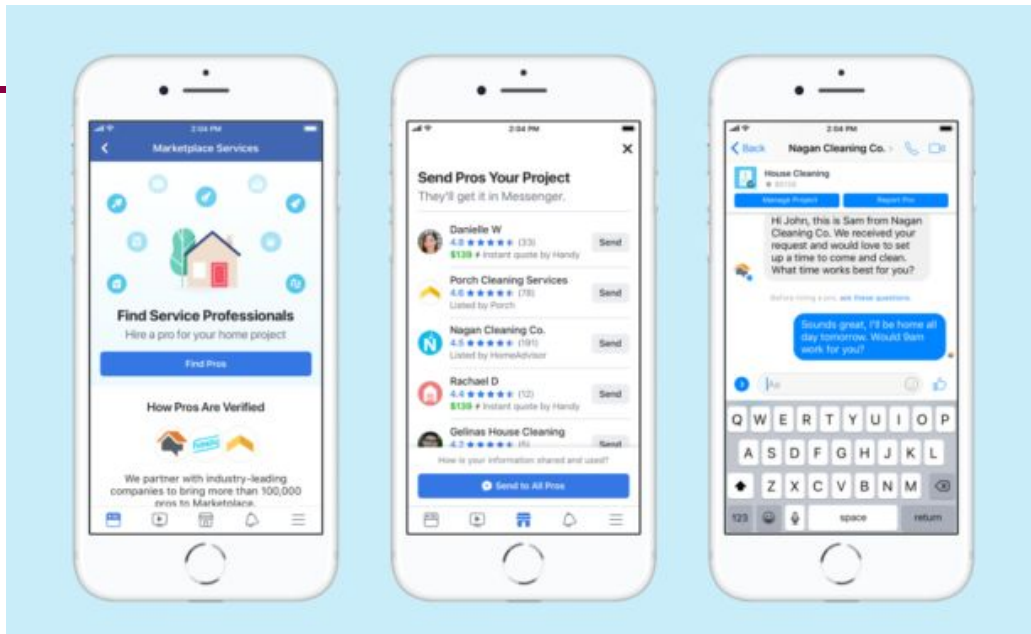 2:04 PM
Marketplace Services
Find Service Professionals
Hire a pro for your home project
Find Pros
How Pros Are Verified
We partner with industry-leading
companies to bring more than 100,000
pros to Marketplace.
2:04 PM
Send Pros Your Project
They'll get it in Messenger.
Danielle W
4.8 (33)
$139 Instant quote by Handy
Send
Porch Cleaning Services
4.6 (78)
Listed by Porch
Send
Nagan Cleaning Co.
4.5 (191)
Listed by HomeAdvisor
Send
Rachael D
4.4 (12)
$139 Instant quote by Handy
Send
Gelinas House Cleaning
Send
How is your information shared and used?
Send to All Pros
2:04 PM
Back
Nagan Cleaning Co.
House Cleaning
Manage Project
Report Pro
Hi John, this is Sam from Nagan
Cleaning Co. We received your
request and would love to set
up a time to come and clean.
What time works best for you?
Before hiring a pro, ask these questions.
Sounds great, I'll be home all
day tomorrow. Would 9am
work for you?
Aa
Q W E R T Y U I O P
A S D F G H J K L
Z X C V B N M
123
space
return